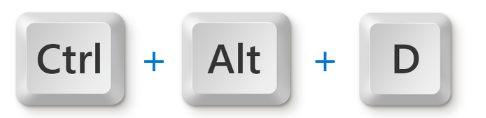 Ctrl + Alt + D